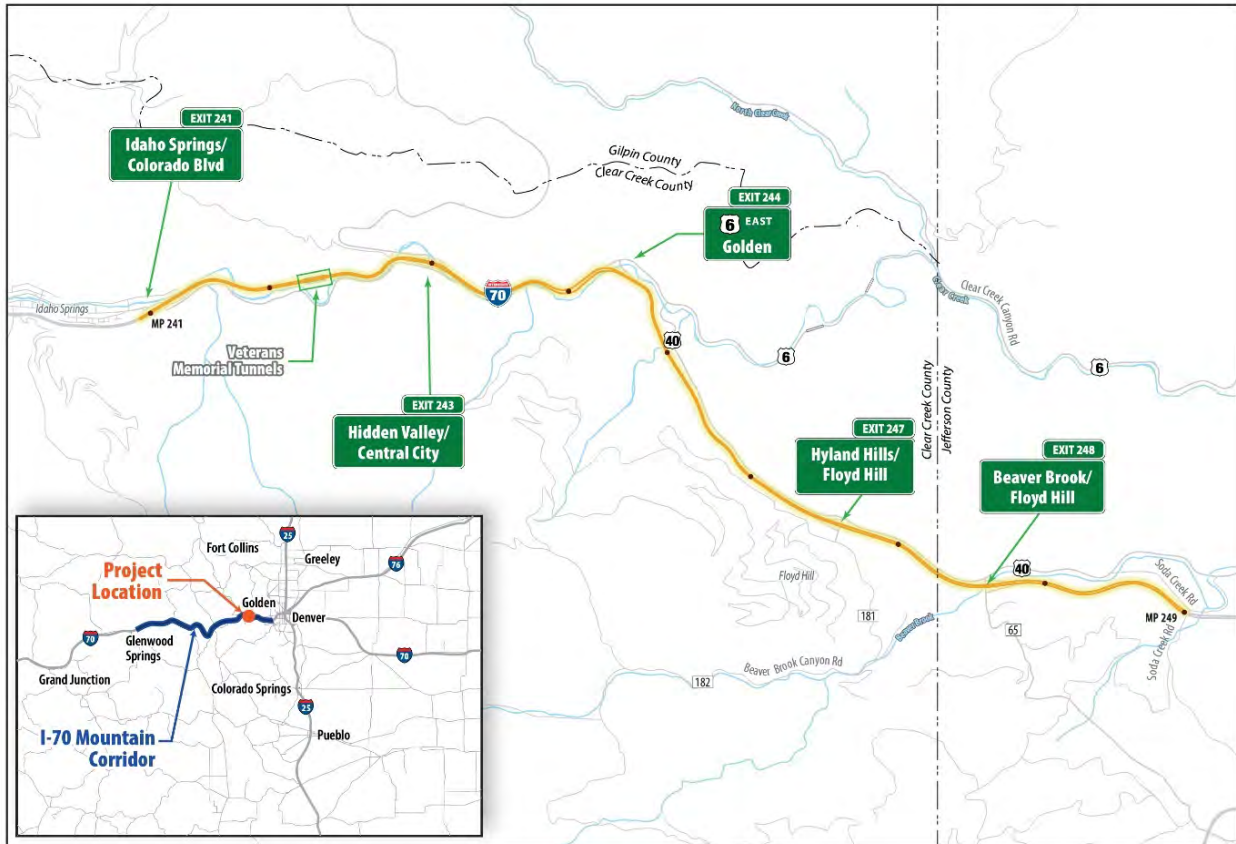 EXIT 241
Idaho Springs/
Colorado Blvd
North Clear Creek
Gilpin County
Clear Creek County
EXIT 244
6 EAST
Golden
INTERSTATE
70
Clear Creek
Clear Creek Canyon Rd
Idaho Springs
MP 241
Veterans
Memorial Tunnels
40
6
6
EXIT 243
Hidden Valley/
Central City
Clear Creek County
Jefferson County
EXIT 247
Hyland Hills/
Floyd Hill
EXIT 248
Beaver Brook/
Floyd Hill
40
Soda Creek Rd
MP 249
Floyd Hill
181
65
Beaver Brook
Soda Creek Rd
Beaver Brook Canyon Rd
182
25
Fort Collins
Greeley
76
Project
Location
Golden
Denver
70
Glenwood
Springs
70
Grand Junction
Colorado Springs
25
I-70 Mountain
Corridor
Pueblo